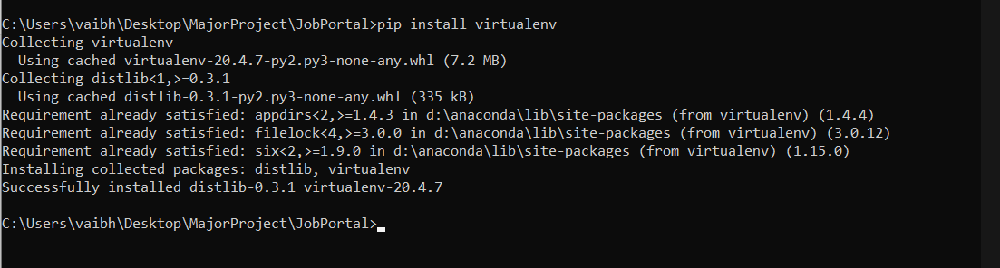 C:\Users\vaibh\Desktop\MajorProject\JobPortal>pip install virtualenv
Collecting virtualenv
  Using cached virtualenv-20.4.7-py2.py3-none-any.whl (7.2 MB)
Collecting distlib<1,>=0.3.1
  Using cached distlib-0.3.1-py2.py3-none-any.whl (335 kB)
Requirement already satisfied: appdirs<2,>=1.4.3 in d:\anaconda\lib\site-packages (from virtualenv) (1.4.4)
Requirement already satisfied: filelock<4,>=3.0.0 in d:\anaconda\lib\site-packages (from virtualenv) (3.0.12)
Requirement already satisfied: six<2,>=1.9.0 in d:\anaconda\lib\site-packages (from virtualenv) (1.15.0)
Installing collected packages: distlib, virtualenv
Successfully installed distlib-0.3.1 virtualenv-20.4.7
C:\Users\vaibh\Desktop\MajorProject\JobPortal>